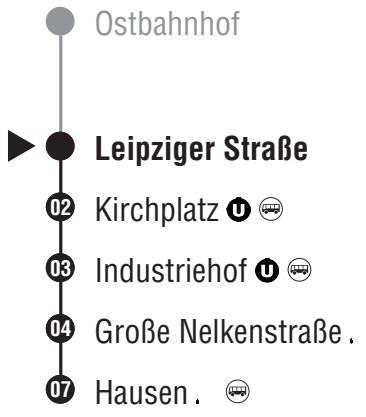 Ostbahnhof
Leipziger Straße
02 Kirchplatz U
03 Industriehof U
04 Große Nelkenstraße .
07 Hausen .